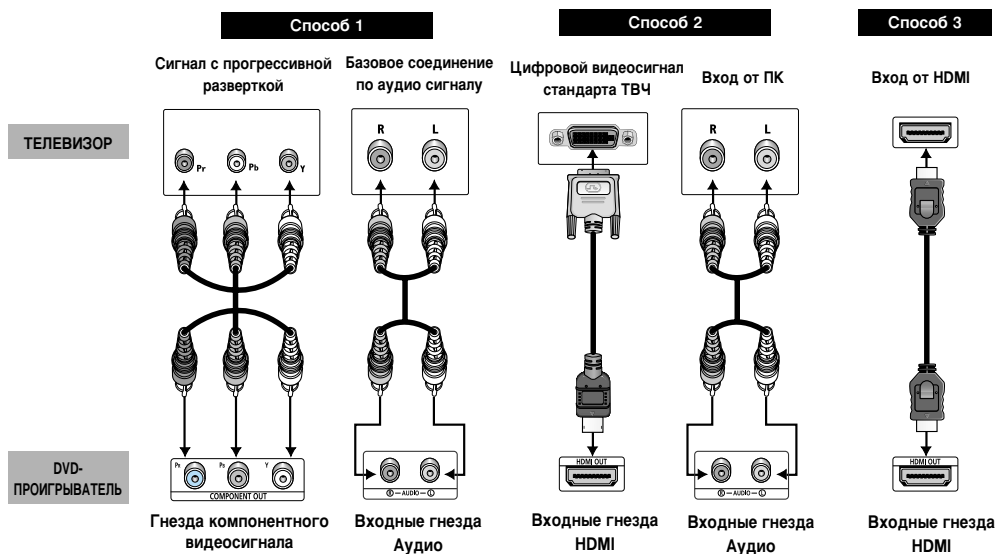 Способ 1
Способ 2
Способ 3
Сигнал с прогрессивной
разверткой
Базовое соединение
по аудио сигналу
Цифровой видеосигнал
стандарта ТВЧ
Вход от ПК
Вход от HDMI
ТЕЛЕВИЗОР
Pr
Pb
Y
R
L
R
L
DVD-
ПРОИГРЫВАТЕЛЬ
PR
PB
Y
COMPONENT OUT
R — AUDIO — L
HDMI OUT
R — AUDIO — L
HDMI OUT
Гнезда компонентного
видеосигнала
Входные гнезда
Аудио
Входные гнезда
HDMI
Входные гнезда
Аудио
Входные гнезда
HDMI